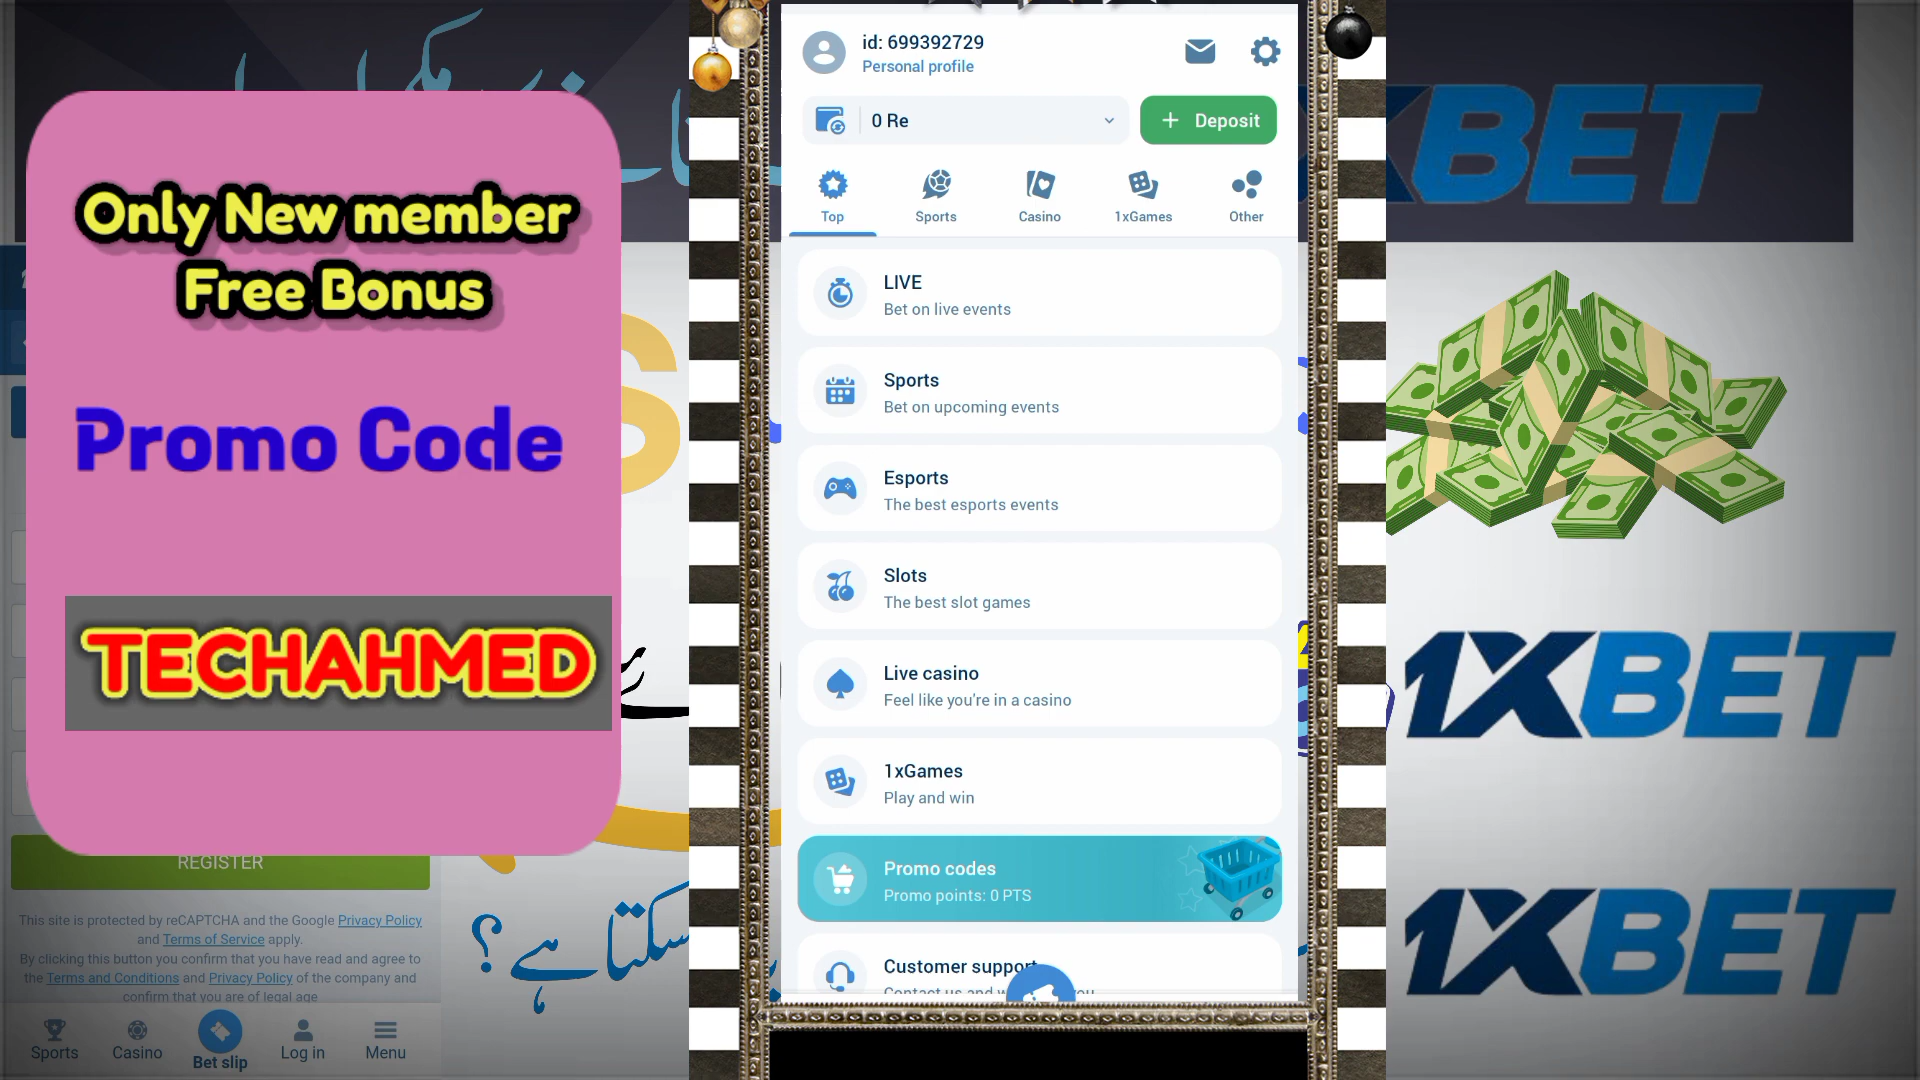 Only New member
Free Bonus
Promo Code
TECHAHMED
REGISTER
This site is protected by reCAPTCHA and the Google Privacy Policy
and Terms of Service apply.
By clicking this button you confirm that you have read and agree to
the Terms and Conditions and Privacy Policy of the company and
confirm that you are of legal age
Sports
Casino
Bet slip
Log in
Menu
سکتا ہے؟
id: 699392729
Personal profile
0 Re
+ Deposit
Top
Sports
Casino
1xGames
Other
LIVE
Bet on live events
Sports
Bet on upcoming events
Esports
The best esports events
Slots
The best slot games
Live casino
Feel like you're in a casino
1xGames
Play and win
Promo codes
Promo points: 0 PTS
Customer support
Contact us and
XBET
1XBET
1XBET